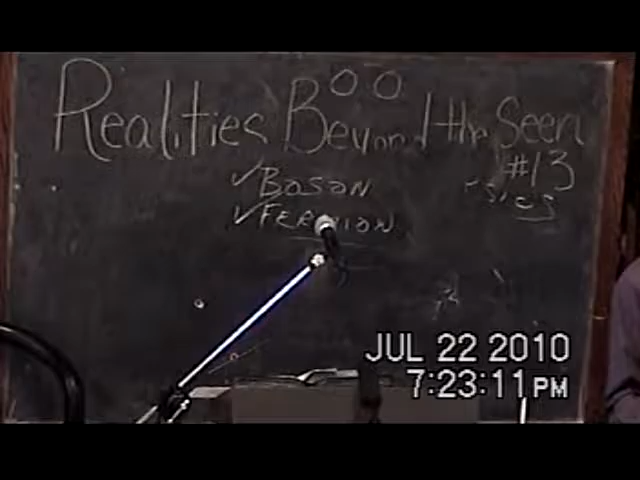 Realities Beyond the Seen
#13
✓ BOSON
✓ FERMION
JUL 22 2010
7:23:11 PM